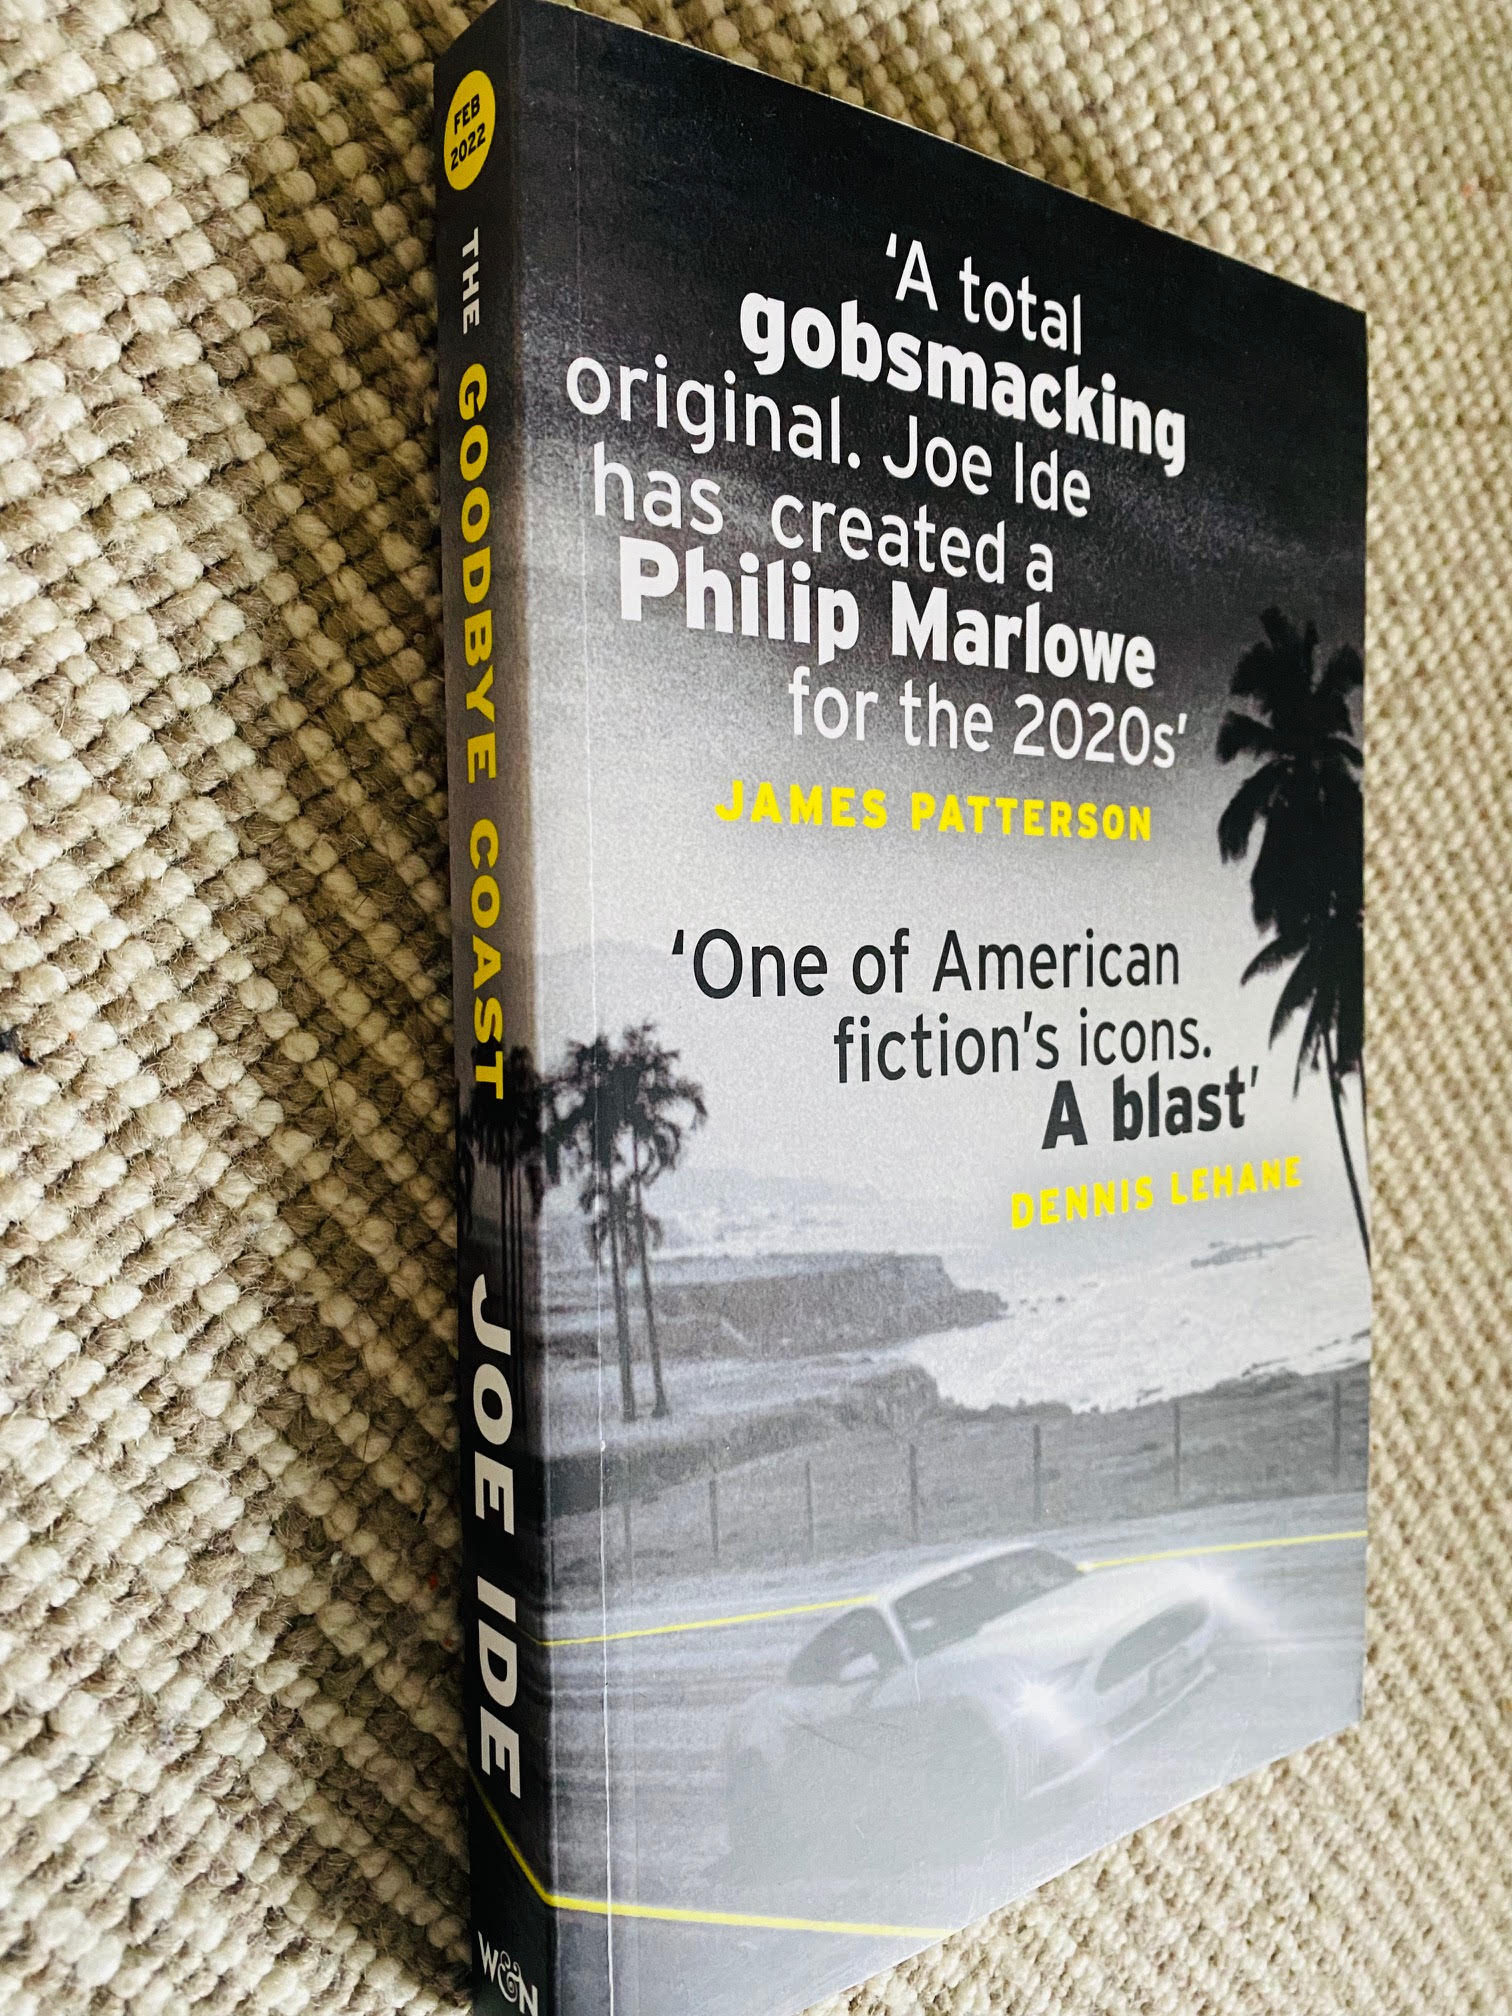 FEB
2022
THE GOODBYE COAST
JOE IDE
W&N
‘A total
gobsmacking
original. Joe Ide
has created a
Philip Marlowe
for the 2020s’
JAMES PATTERSON
‘One of American
fiction’s icons.
A blast’
DENNIS LEHANE